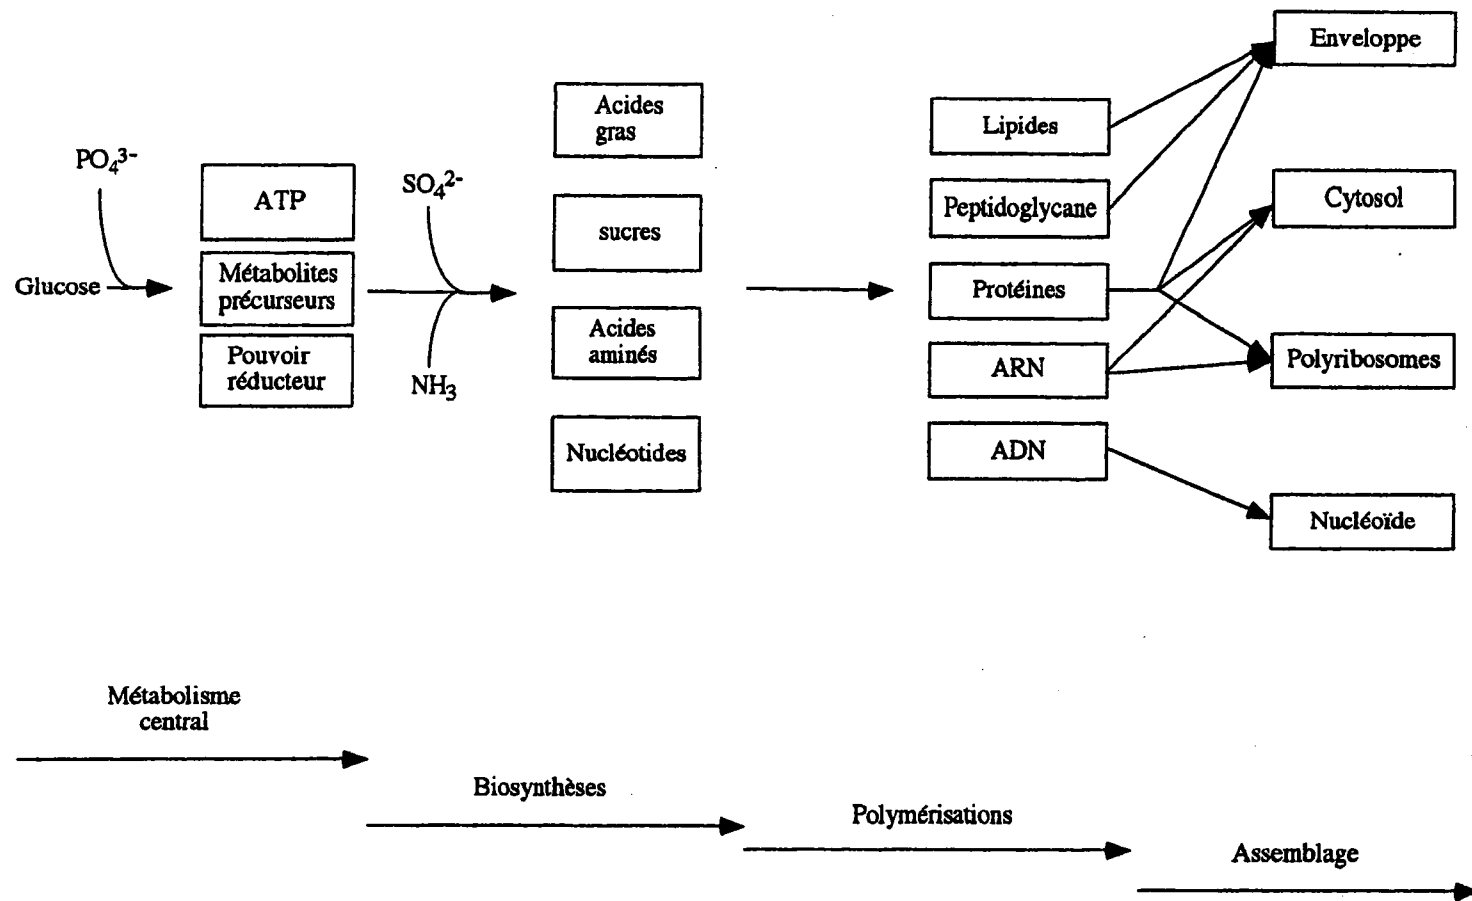 PO₄³⁻
Glucose
ATP
Métabolites
précurseurs
Pouvoir
réducteur
SO₄²⁻
NH₃
Acides
gras
sucres
Acides
aminés
Nucléotides
Lipides
Peptidoglycane
Protéines
ARN
ADN
Enveloppe
Cytosol
Polyribosomes
Nucléoïde
Métabolisme
central
Biosynthèses
Polymérisations
Assemblage